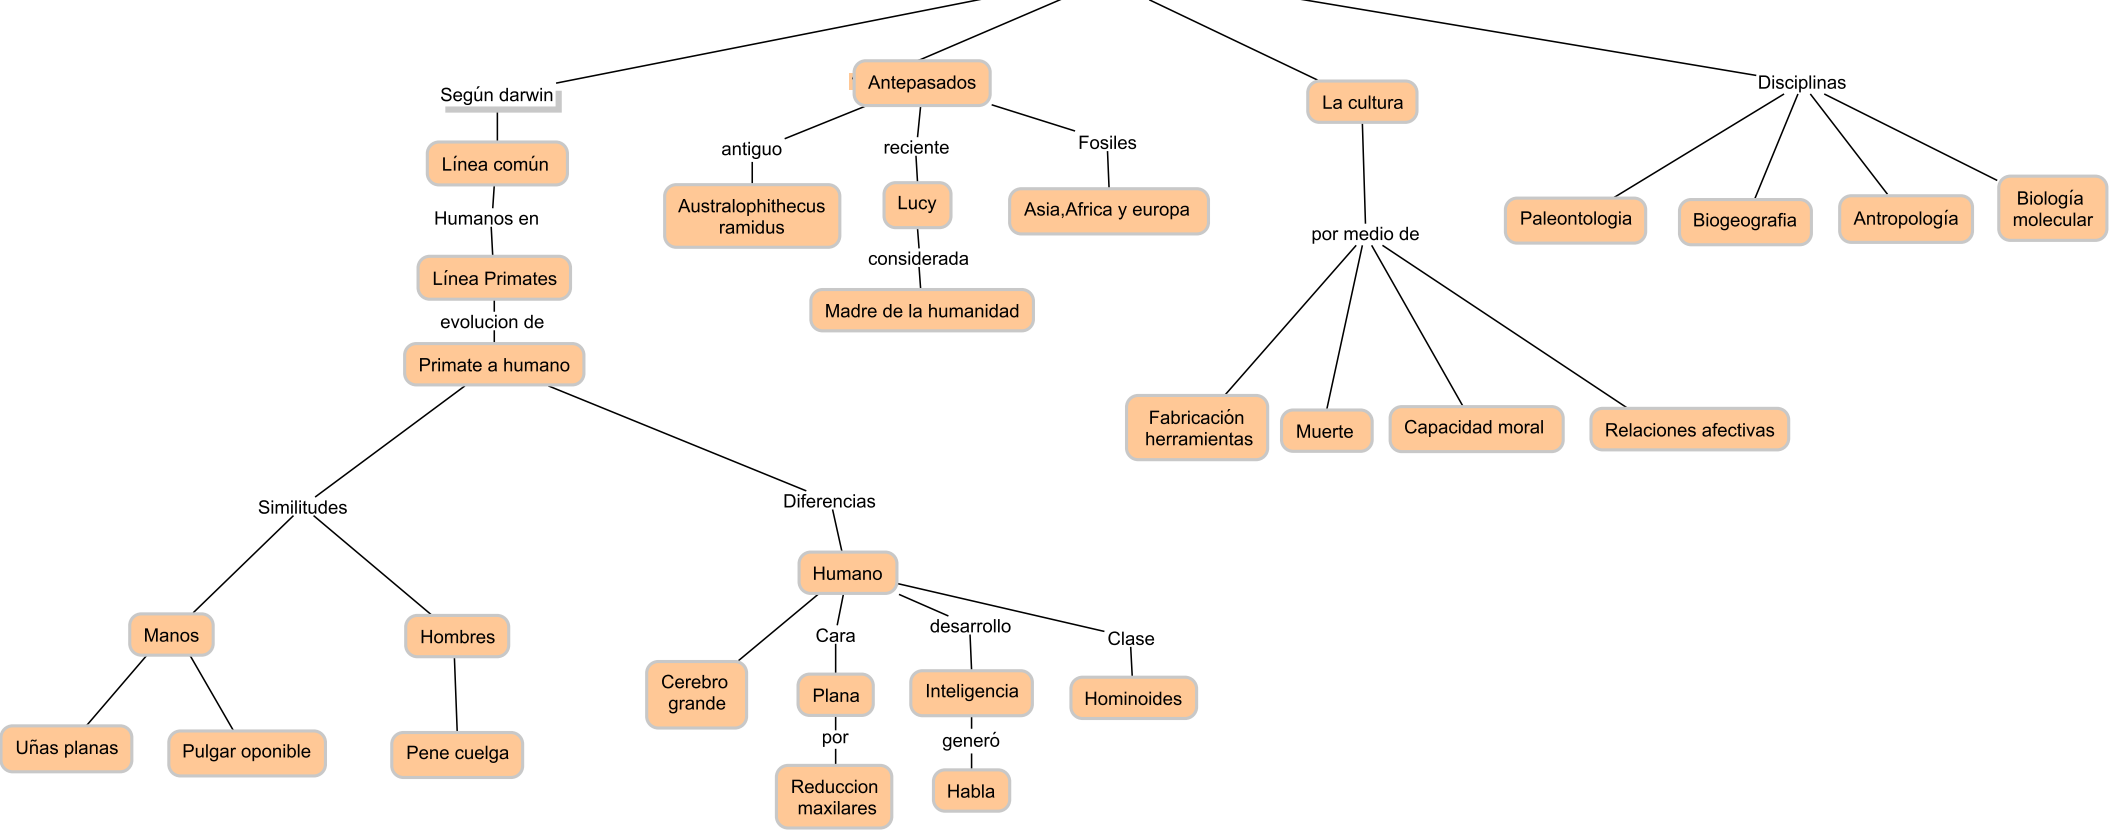 Según darwin
Línea común
Humanos en
Línea Primates
evolucion de
Primate a humano
Similitudes
Manos
Uñas planas
Pulgar oponible
Hombres
Pene cuelga
Diferencias
Humano
Cerebro
grande
Cara
Plana
por
Reduccion
maxilares
desarrollo
Inteligencia
generó
Habla
Clase
Hominoides
Antepasados
antiguo
Australophithecus
ramidus
reciente
Lucy
considerada
Madre de la humanidad
Fosiles
Asia,Africa y europa
La cultura
por medio de
Fabricación
herramientas
Muerte
Capacidad moral
Relaciones afectivas
Disciplinas
Paleontologia
Biogeografia
Antropología
Biología
molecular